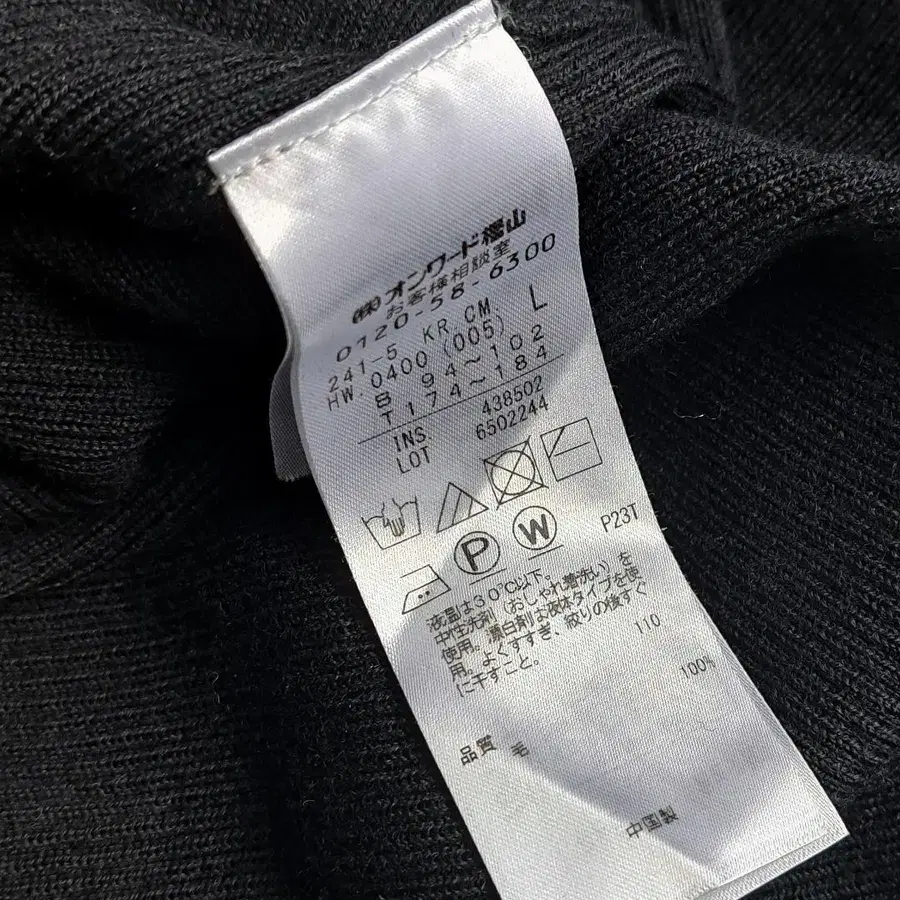 ㈱オンワード樫山
お客様相談室
0120-58-6300
241-5 KR CM L
HW.0400 (005)
B 94~102
T 174~184
INS 438502
LOT 6502244
P W P23T
液温は30℃以下。
中性洗剤(おしゃれ着洗い)を
使用。漂白剤お液体タイプを使
用。よくすすぎ、絞りの後すぐ
に干すこと。 110
100%
品質 毛
中国製